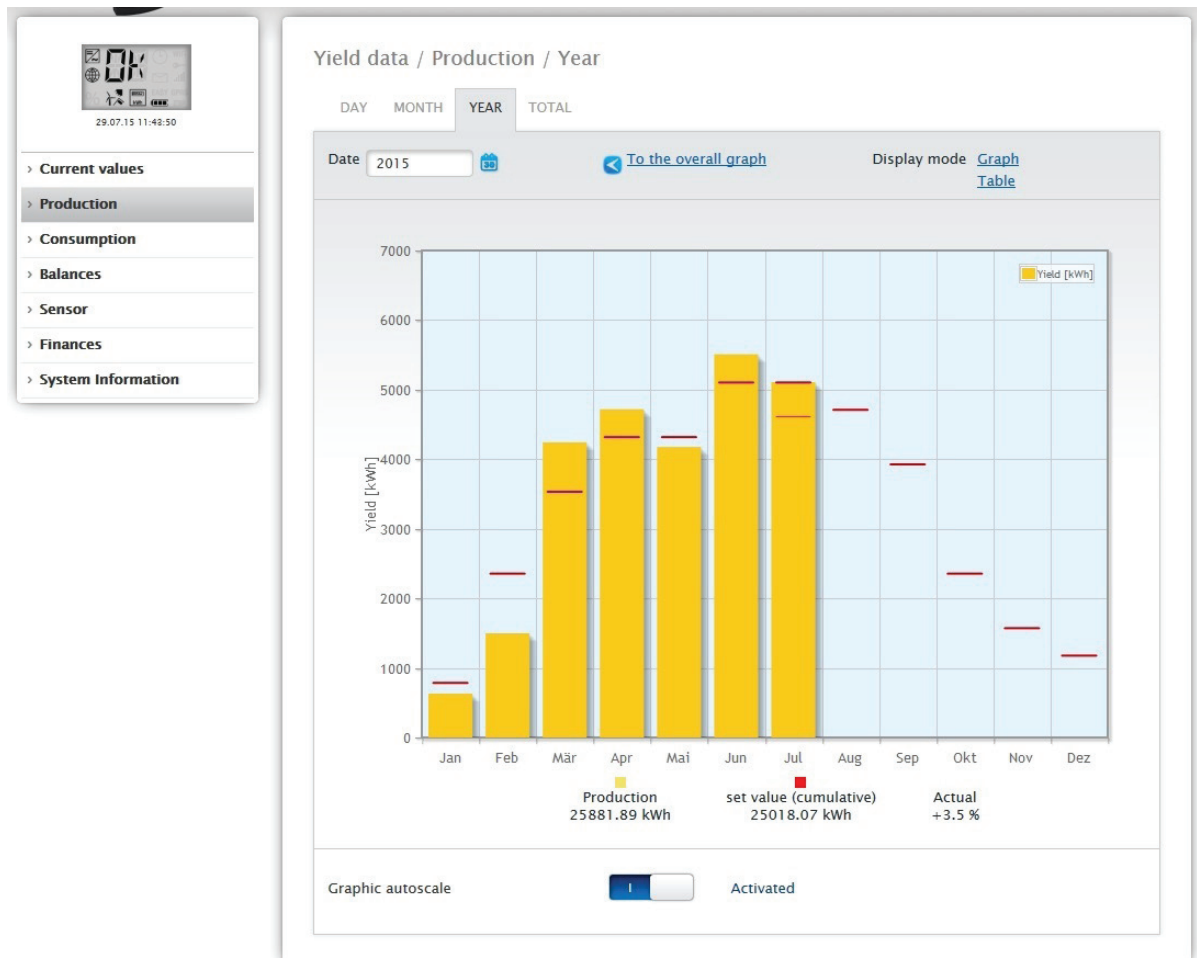 OK
29.07.15 11:43:50
› Current values
› Production
› Consumption
› Balances
› Sensor
› Finances
› System Information
Yield data / Production / Year
DAY MONTH YEAR TOTAL
Date 2015 To the overall graph Display mode Graph
Table
Yield [kWh]
7000
6000
5000
4000
3000
2000
1000
0
Yield [kWh]
Jan Feb Mär Apr Mai Jun Jul Aug Sep Okt Nov Dez
Production set value (cumulative) Actual
25881.89 kWh 25018.07 kWh +3.5 %
Graphic autoscale I Activated